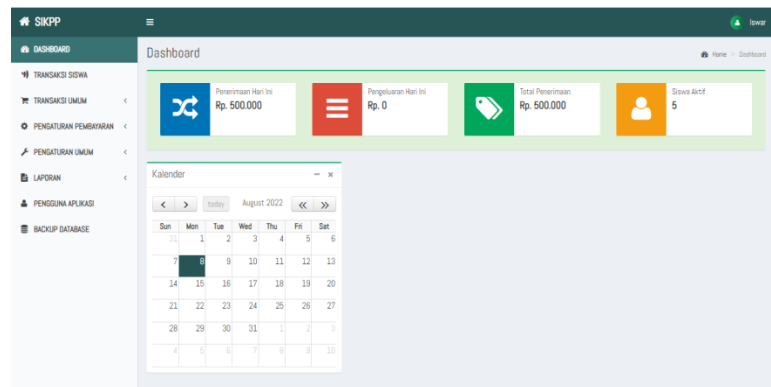 SIKPP
Iswar
DASHBOARD
TRANSAKSI SISWA
TRANSAKSI UMUM
PENGATURAN PEMBAYARAN
PENGATURAN UMUM
LAPORAN
PENGGUNA APLIKASI
BACKUP DATABASE
Dashboard
Home > Dashboard
Penerimaan Hari Ini
Rp. 500.000
Pengeluaran Hari Ini
Rp. 0
Total Penerimaan
Rp. 500.000
Siswa Aktif
5
Kalender
today August 2022
Sun Mon Tue Wed Thu Fri Sat
31 1 2 3 4 5 6
7 8 9 10 11 12 13
14 15 16 17 18 19 20
21 22 23 24 25 26 27
28 29 30 31 1 2 3
4 5 6 7 8 9 10